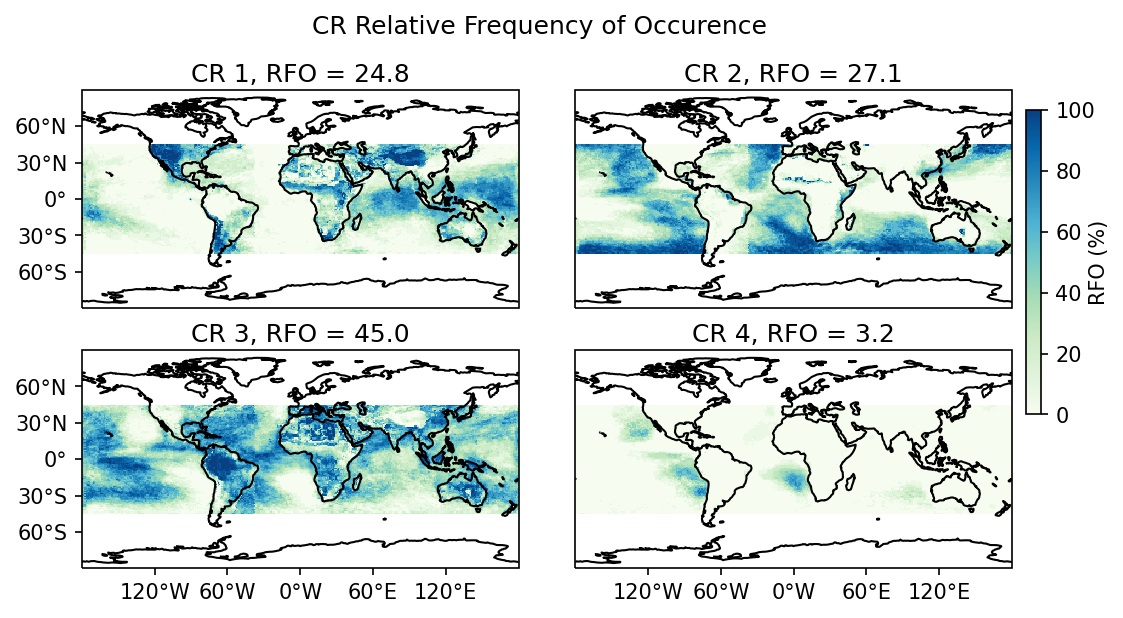 CR Relative Frequency of Occurence
CR 1, RFO = 24.8
CR 2, RFO = 27.1
60°N
30°N
0°
30°S
60°S
100
80
60
40
20
0
RFO (%)
CR 3, RFO = 45.0
CR 4, RFO = 3.2
60°N
30°N
0°
30°S
60°S
120°W 60°W 0°W 60°E 120°E
120°W 60°W 0°W 60°E 120°E